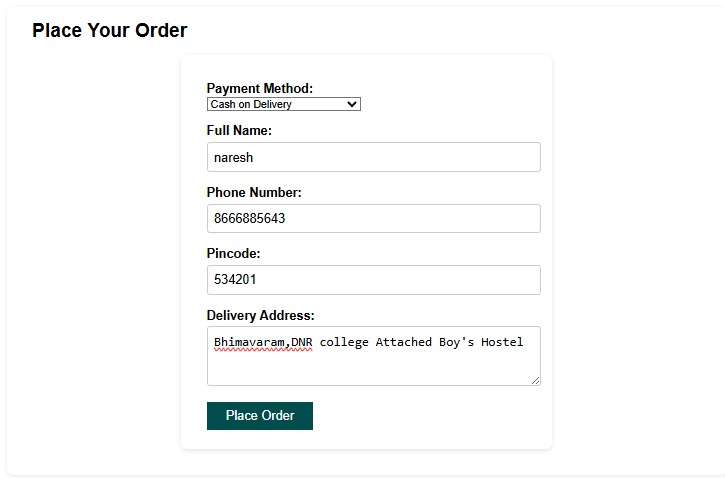 Place Your Order
Payment Method:
Cash on Delivery
Full Name:
naresh
Phone Number:
8666885643
Pincode:
534201
Delivery Address:
Bhimavaram,DNR college Attached Boy's Hostel
Place Order